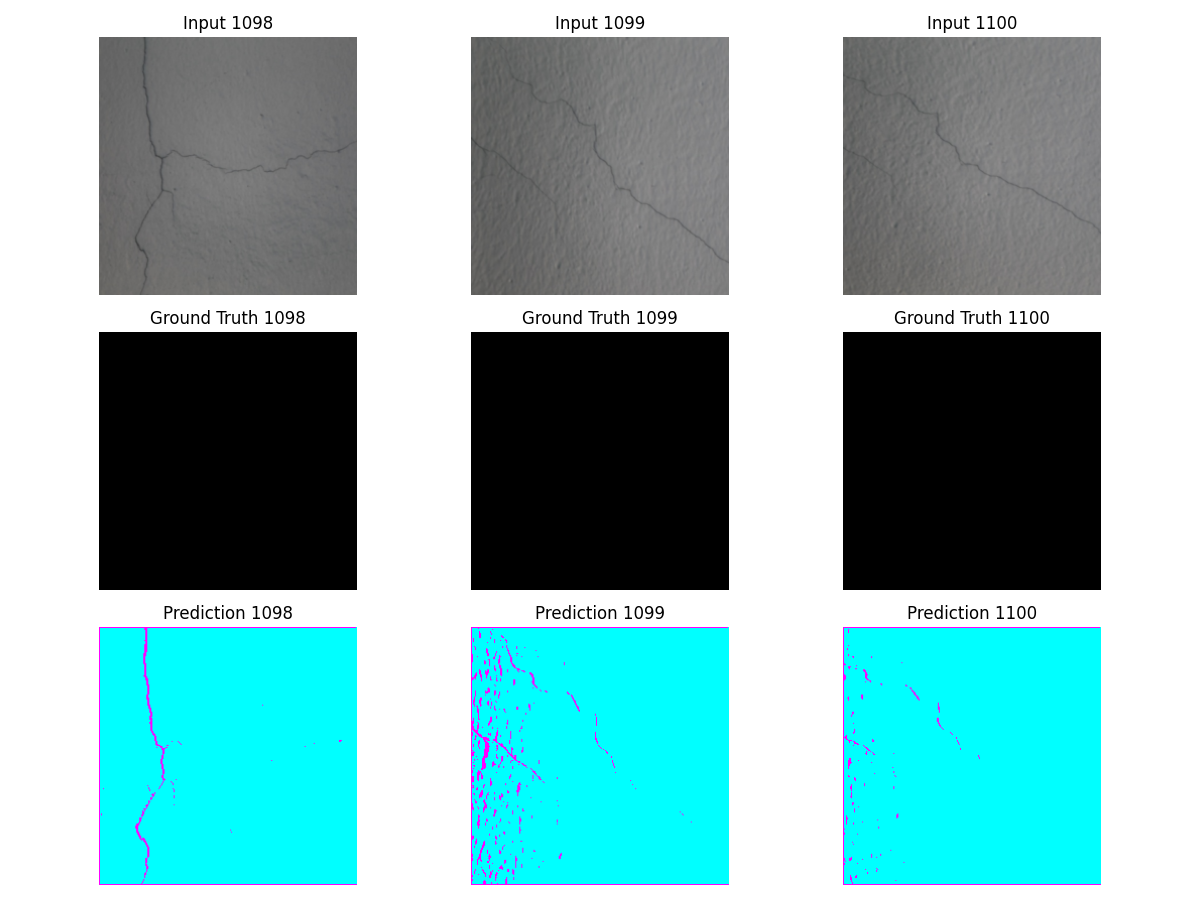 Input 1098
Input 1099
Input 1100
Ground Truth 1098
Ground Truth 1099
Ground Truth 1100
Prediction 1098
Prediction 1099
Prediction 1100